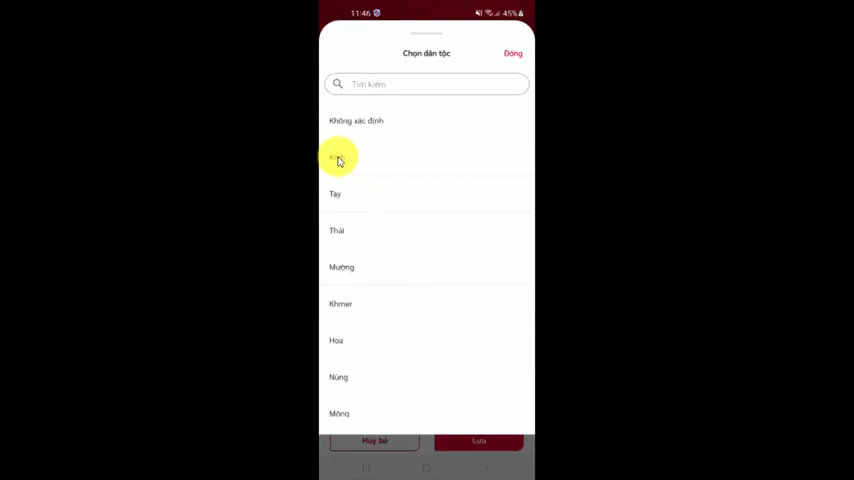 11:46 45%
Chọn dân tộc Đóng
Tìm kiếm
Không xác định
Kinh
Tày
Thái
Mường
Khmer
Hoa
Nùng
Mông
Hủy bỏ Lưu